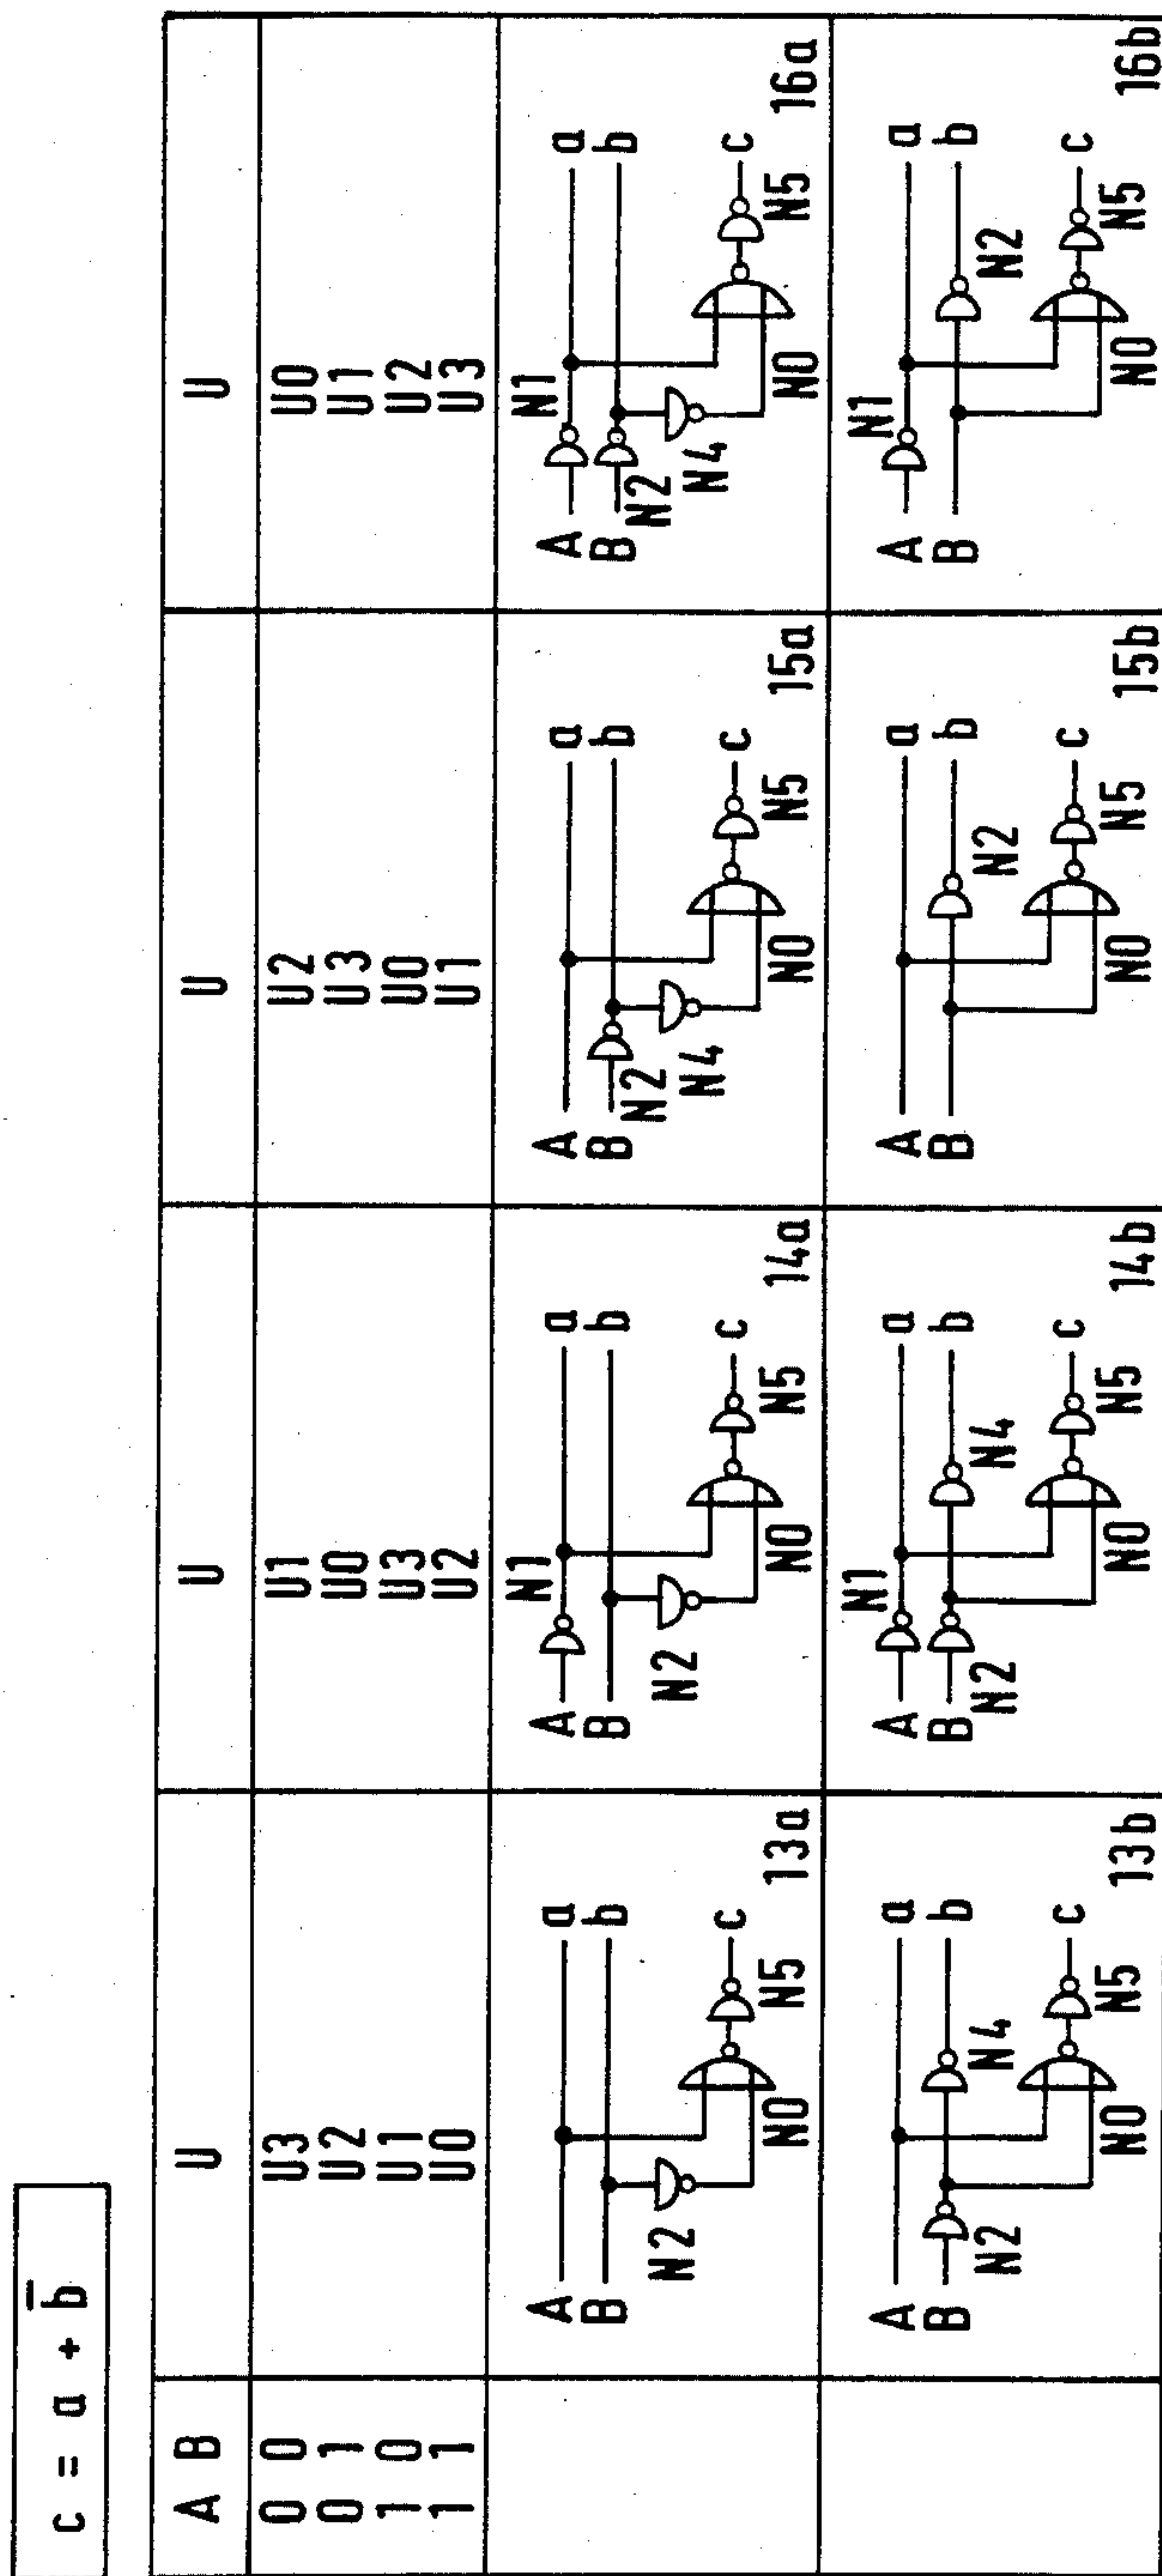 c = a + b̅
A B U U U U
0 0 U3 U1 U2 U0
0 1 U2 U0 U3 U1
1 0 U1 U3 U0 U2
1 1 U0 U2 U1 U3
A B N2 N0 N5 a b c 13a
A B N1 N2 N0 N5 a b c 14a
A B N2 N4 N0 N5 a b c 15a
A B N1 N2 N4 N0 N5 a b c 16a
A B N2 N4 N0 N5 a b c 13b
A B N1 N2 N4 N0 N5 a b c 14b
A B N2 N0 N5 a b c 15b
A B N1 N2 N0 N5 a b c 16b